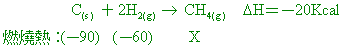 C(s) + 2H2(g) → CH4(g) ΔH=−20Kcal
燃燒熱：(−90) (−60) X